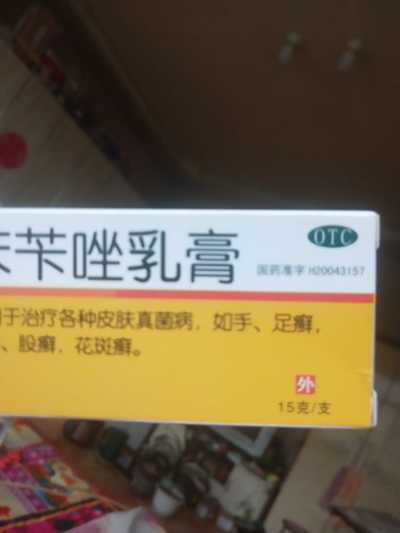 OTC
苄唑乳膏
国药准字 H20043157
于治疗各种皮肤真菌病，如手、足癣，
、股癣，花斑癣。
外
15克/支